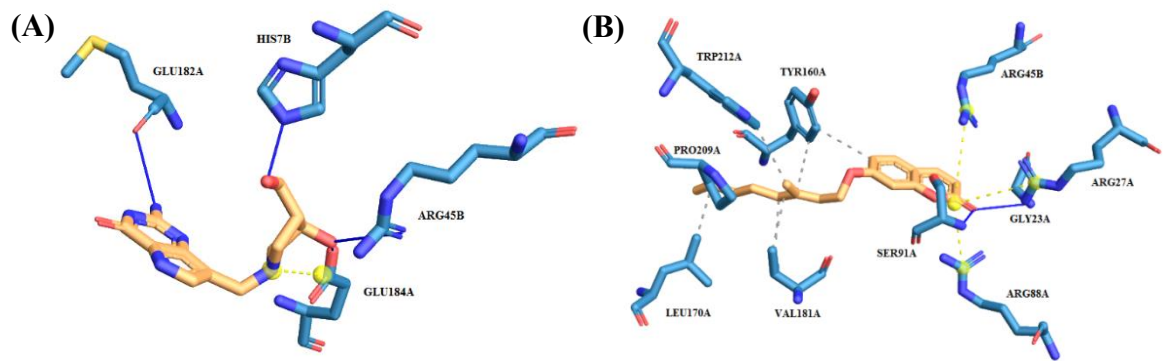 (A)
HIS7B
GLU182A
ARG45B
GLU184A
(B)
TRP212A
TYR160A
ARG45B
PRO209A
ARG27A
GLY23A
SER91A
LEU170A
VAL181A
ARG88A